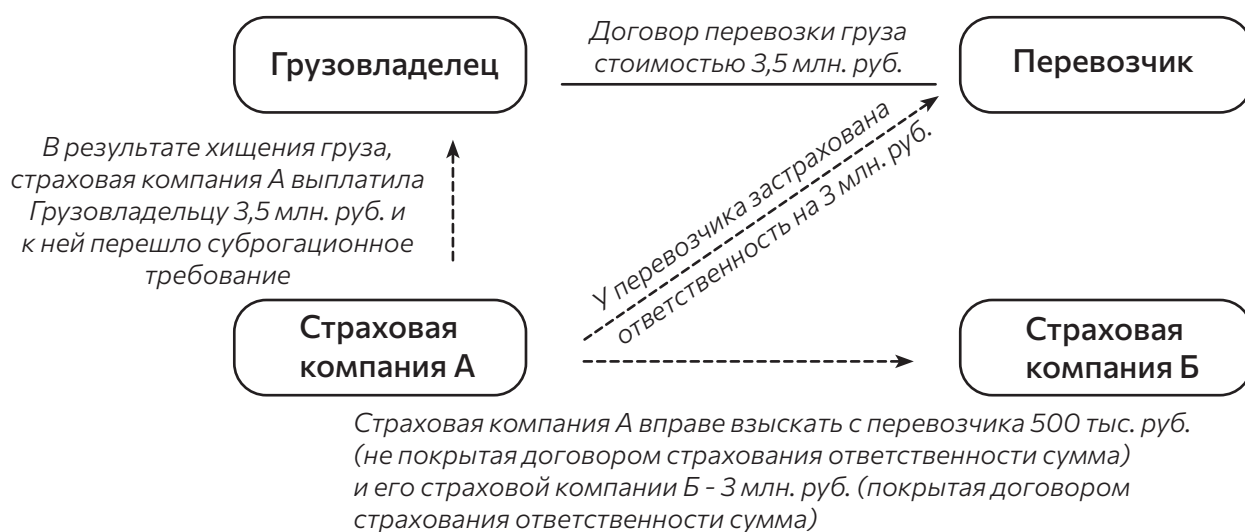 Грузовладелец
Договор перевозки груза
стоимостью 3,5 млн. руб.
Перевозчик
В результате хищения груза,
страховая компания А выплатила
Грузовладельцу 3,5 млн. руб. и
к ней перешло суброгационное
требование
У перевозчика застрахована
ответственность на 3 млн. руб.
Страховая
компания А
Страховая
компания Б
Страховая компания А вправе взыскать с перевозчика 500 тыс. руб.
(не покрытая договором страхования ответственности сумма)
и его страховой компании Б - 3 млн. руб. (покрытая договором
страхования ответственности сумма)